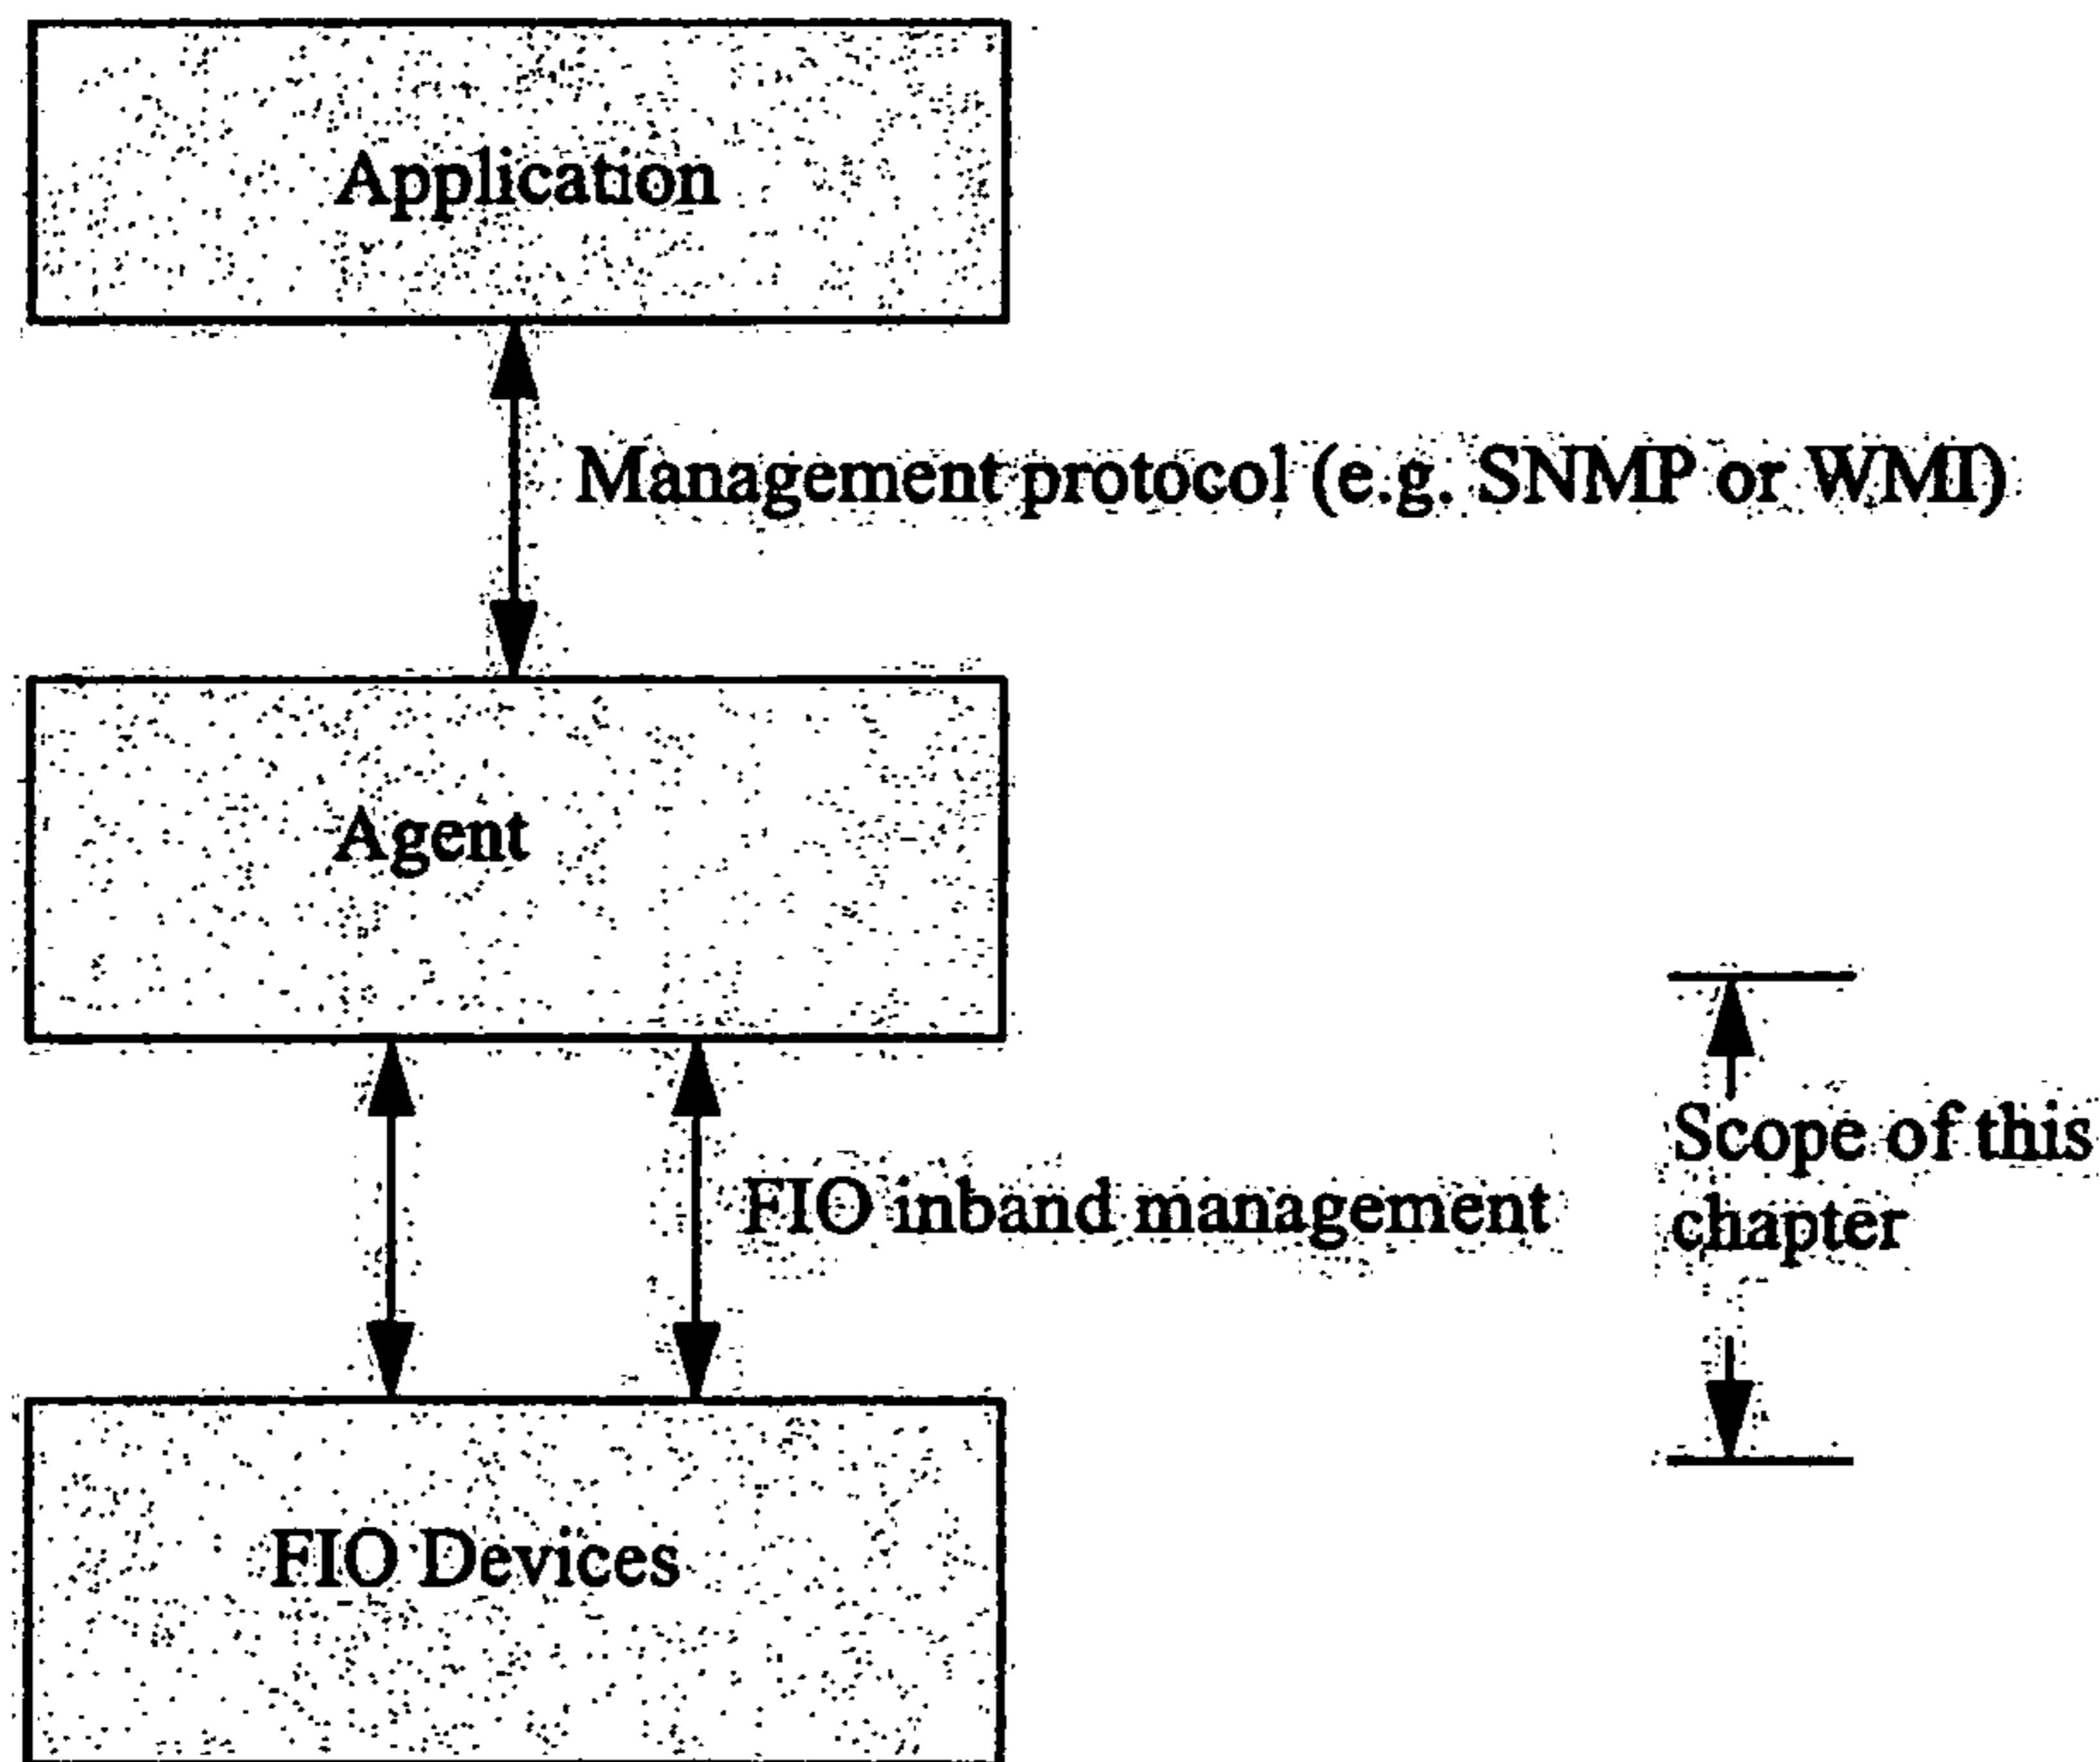 Application
Management protocol (e.g. SNMP or WMI)
Agent
Scope of this
chapter
FIO inband management
FIO Devices